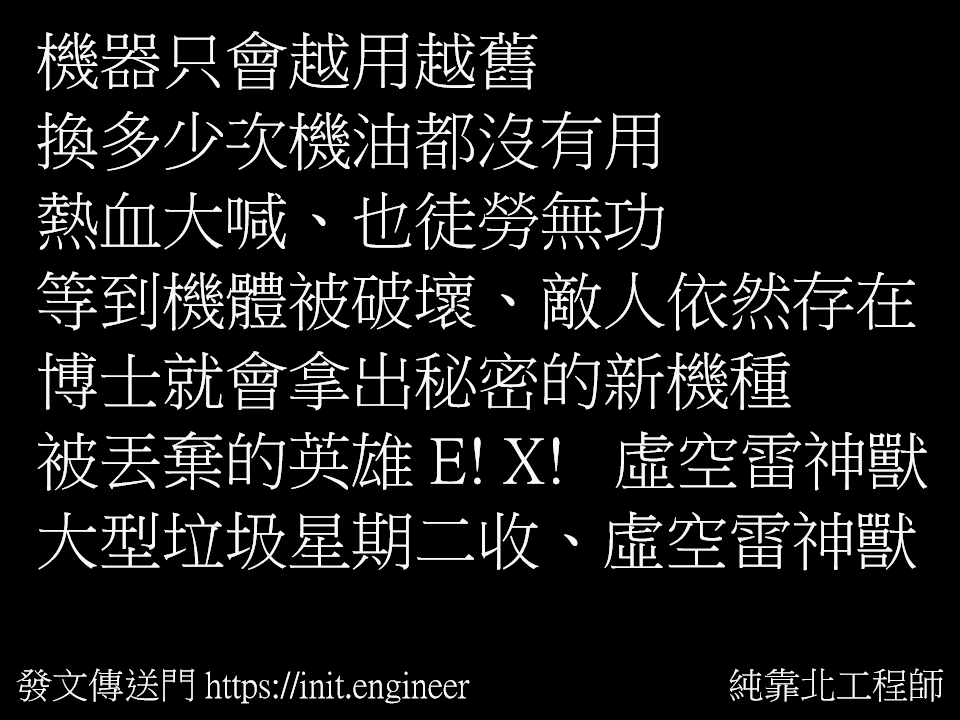 機器只會越用越舊
換多少次機油都沒有用
熱血大喊、也徒勞無功
等到機體被破壞、敵人依然存在
博士就會拿出秘密的新機種
被丟棄的英雄 E! X!   虛空雷神獸
大型垃圾星期二收、虛空雷神獸
發文傳送門 https://init.engineer
純靠北工程師